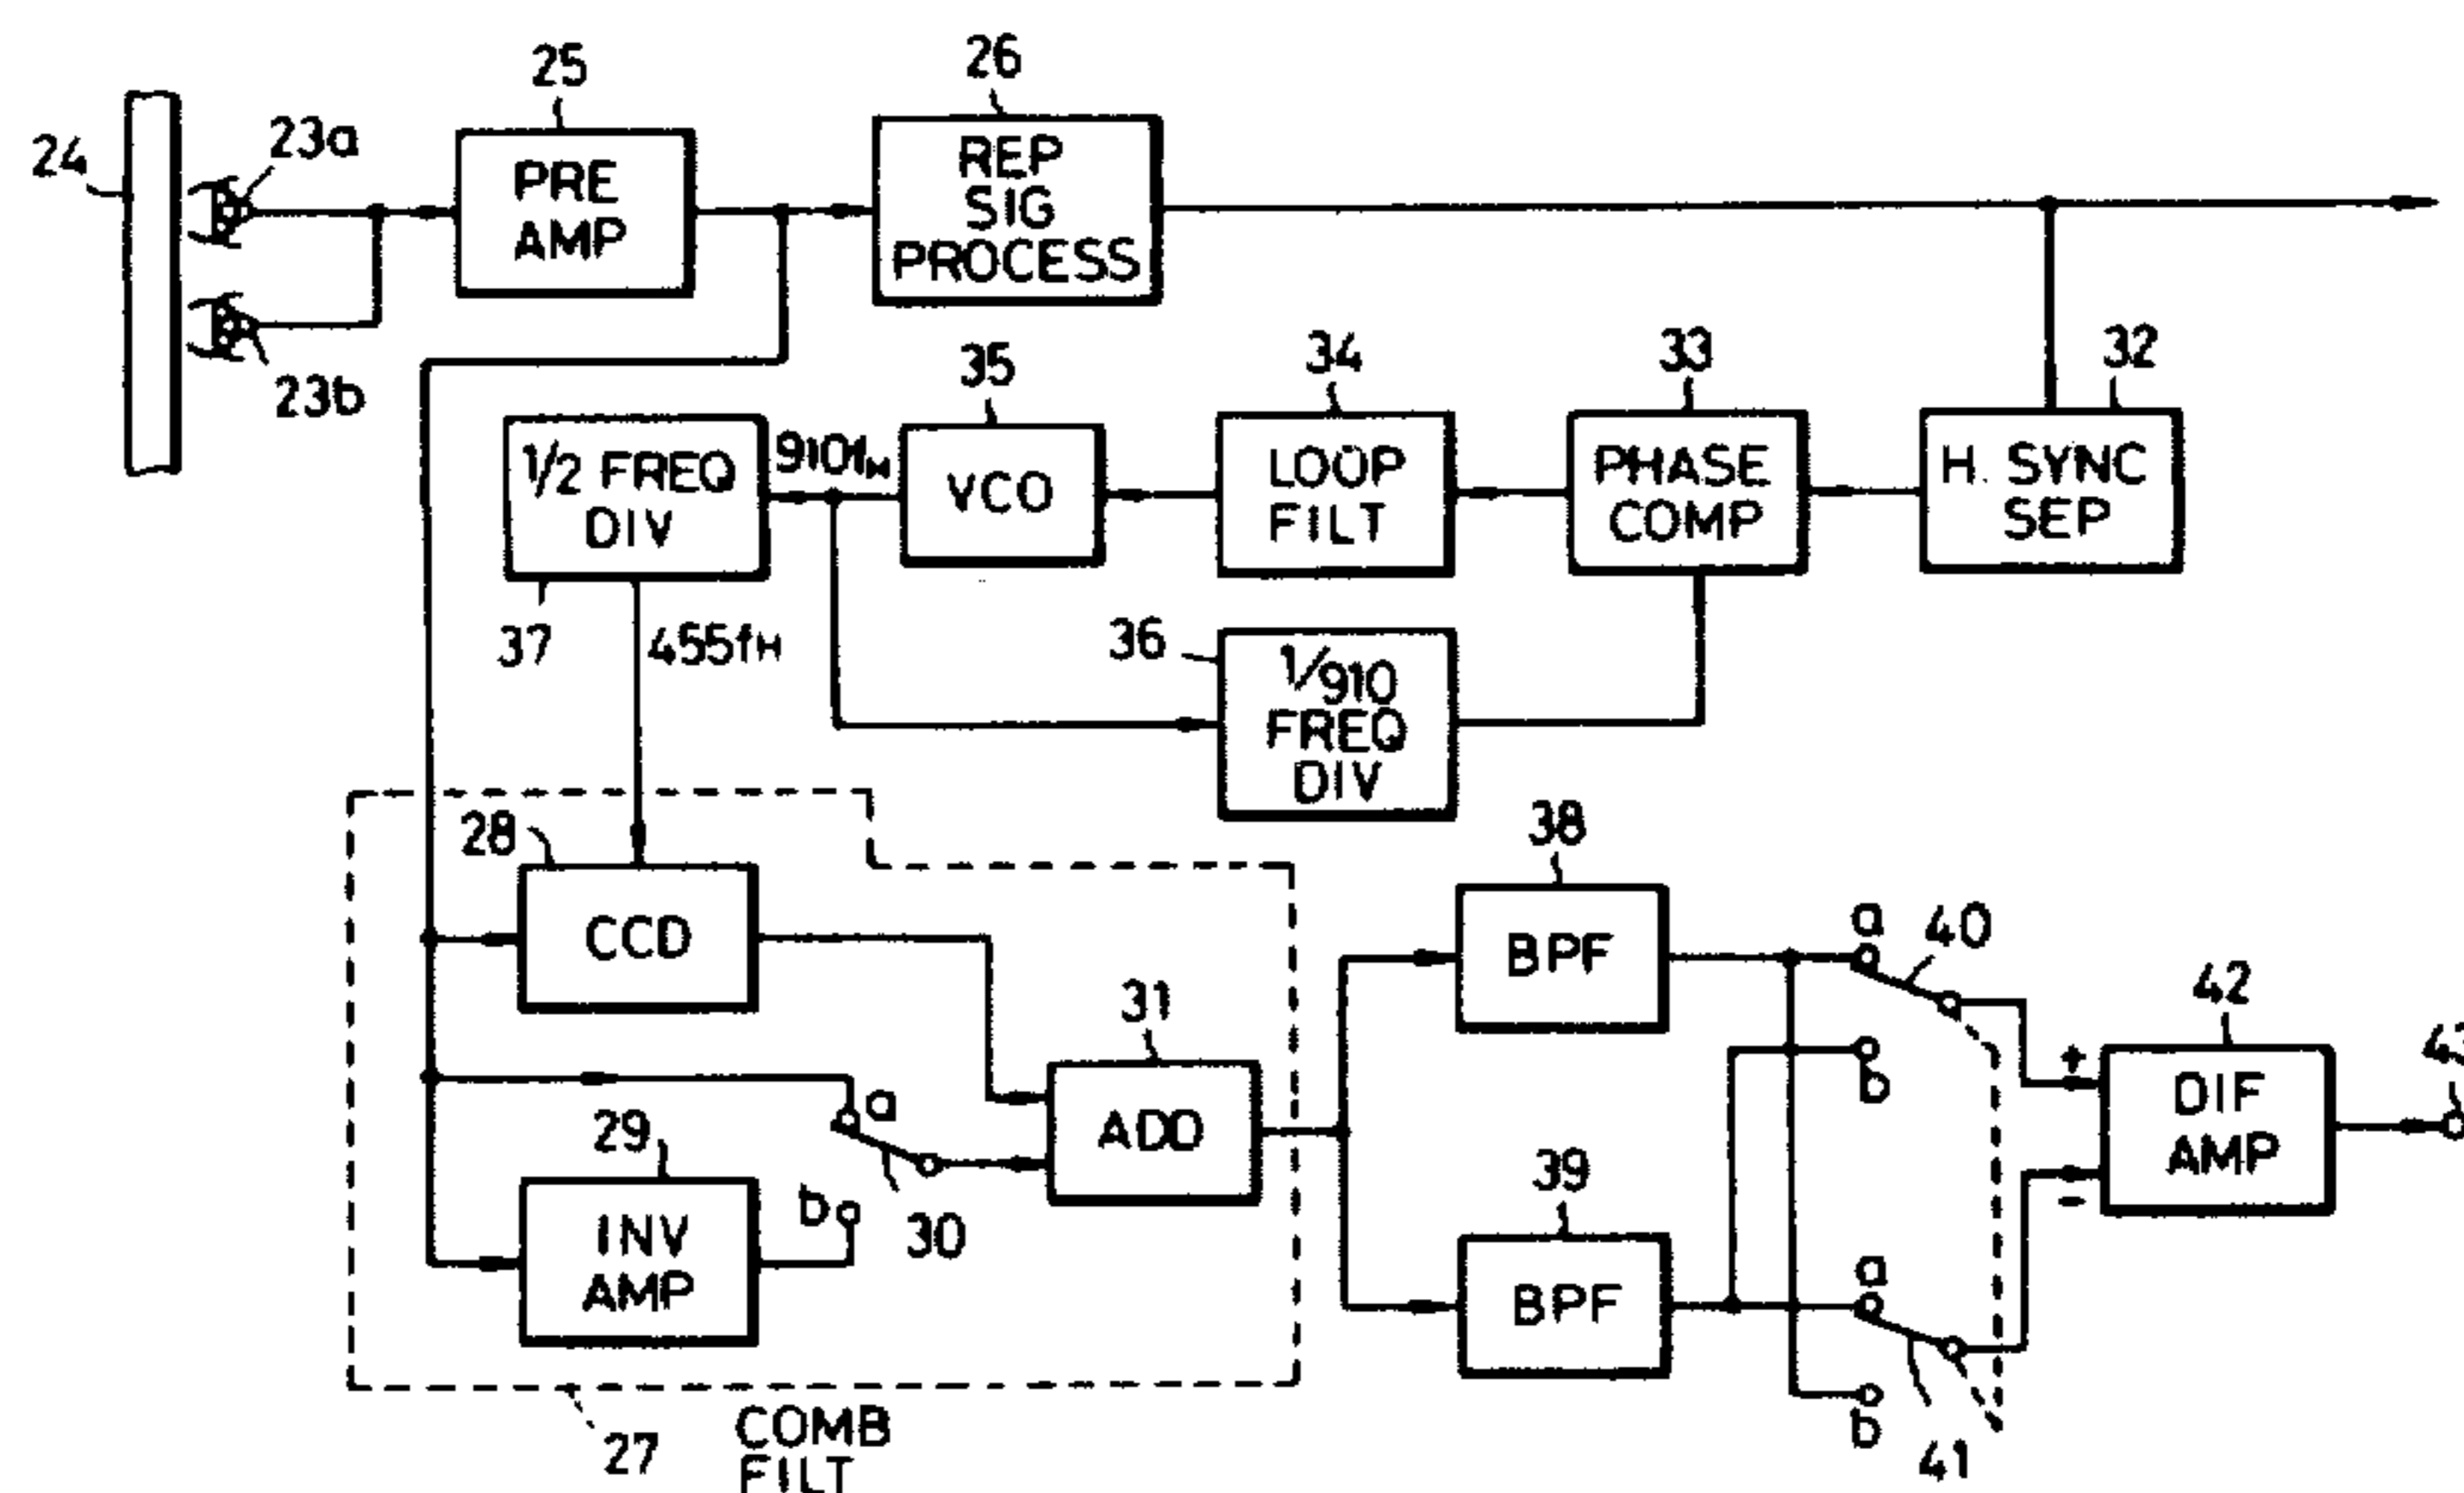 24
23a
23b
25
PRE
AMP
26
REP
SIG
PROCESS
37
1/2 FREQ
DIV
910fH
35
VCO
34
LOOP
FILT
33
PHASE
COMP
32
H. SYNC
SEP
455fH
36
1/910
FREQ
DIV
28
CCD
29
INV
AMP
a
b
30
31
ADD
27
COMB
FILT
38
BPF
39
BPF
a
40
b
a
b
41
+
-
42
DIF
AMP